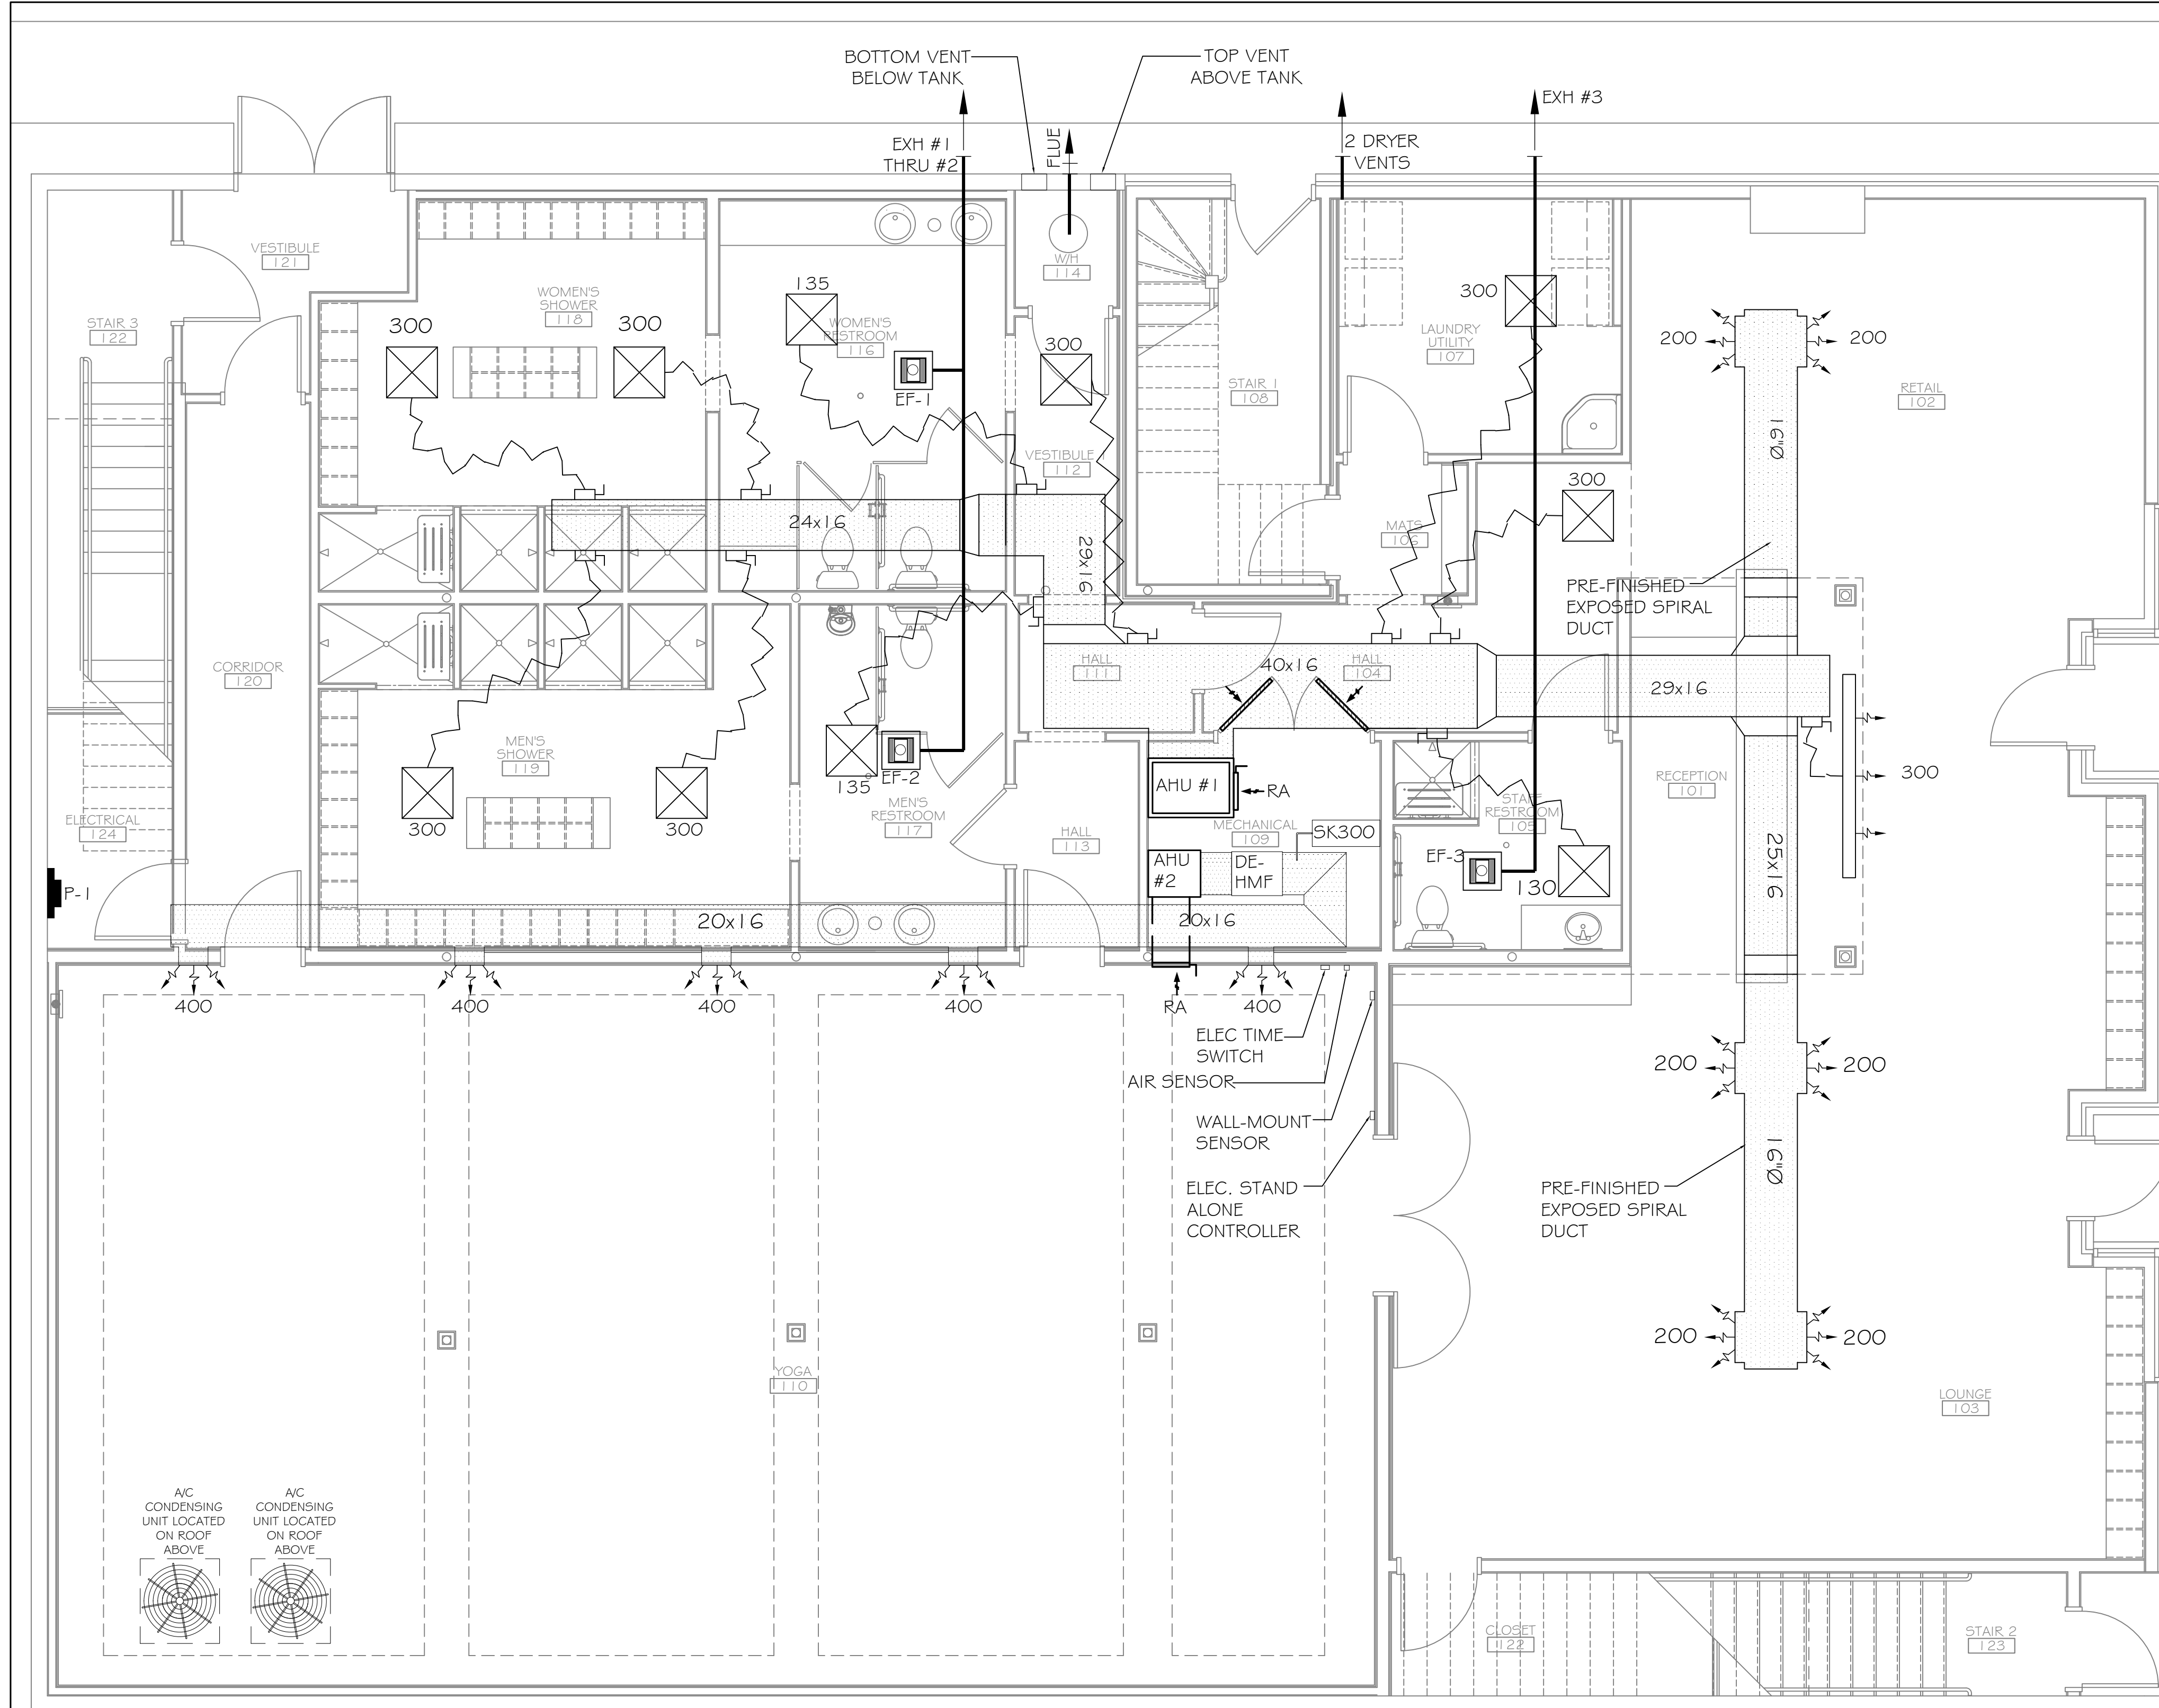 BOTTOM VENT
BELOW TANK
TOP VENT
ABOVE TANK
EXH #1
THRU #2
FLUE
2 DRYER
VENTS
EXH #3
VESTIBULE
121
STAIR 3
122
WOMEN'S
SHOWER
118
300
300
135
WOMEN'S
RESTROOM
116
EF-1
W/H
114
300
VESTIBULE
112
STAIR 1
108
300
LAUNDRY
UTILITY
107
200
200
RETAIL
102
16"Ø
300
MATS
106
PRE-FINISHED
EXPOSED SPIRAL
DUCT
24x16
29x16
CORRIDOR
120
HALL
111
40x16
HALL
104
29x16
MEN'S
SHOWER
119
300
300
135
EF-2
MEN'S
RESTROOM
117
HALL
113
AHU #1
RA
MECHANICAL
109
SK300
AHU
#2
DE-
HMF
STAFF
RESTROOM
105
EF-3
130
RECEPTION
101
300
25x16
ELECTRICAL
124
P-1
20x16
20x16
400
400
400
400
RA
400
ELEC TIME
SWITCH
AIR SENSOR
WALL-MOUNT
SENSOR
ELEC. STAND
ALONE
CONTROLLER
200
200
16"Ø
PRE-FINISHED
EXPOSED SPIRAL
DUCT
200
200
YOGA
110
LOUNGE
103
A/C
CONDENSING
UNIT LOCATED
ON ROOF
ABOVE
A/C
CONDENSING
UNIT LOCATED
ON ROOF
ABOVE
CLOSET
122
STAIR 2
123